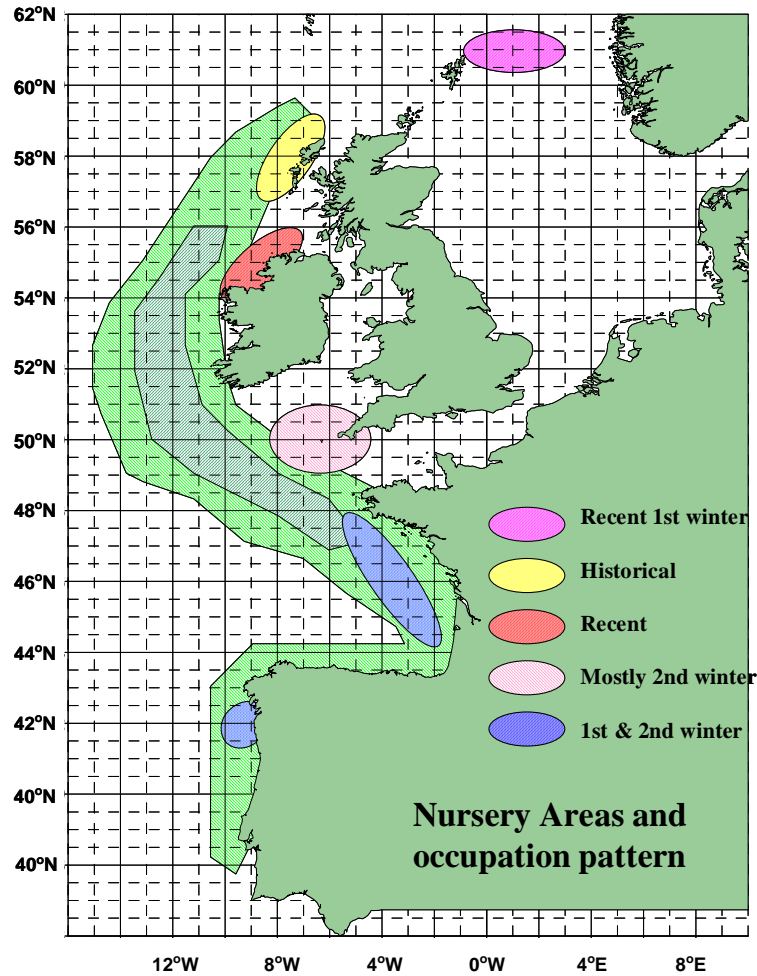 62°N
60°N
58°N
56°N
54°N
52°N
50°N
48°N
46°N
44°N
42°N
40°N
40°N
Recent 1st winter
Historical
Recent
Mostly 2nd winter
1st & 2nd winter
Nursery Areas and
occupation pattern
12°W
8°W
4°W
0°W
4°E
8°E